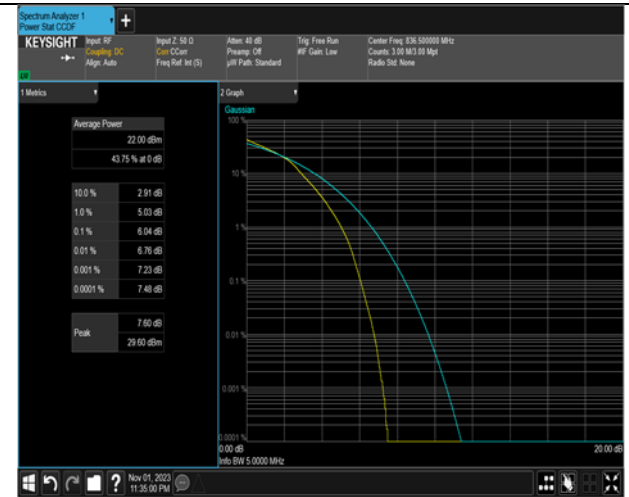 Spectrum Analyzer 1
Power Stat CCDF
+
KEYSIGHT
Input: RF
Coupling: DC
Align: Auto
Input Z: 50 Ω
Corr CCorr
Freq Ref: Int (S)
Atten: 40 dB
Preamp: Off
µW Path: Standard
Trig: Free Run
#IF Gain: Low
Center Freq: 836.500000 MHz
Counts: 3.00 M/3.00 Mpt
Radio Std: None
1 Metrics
Average Power
22.00 dBm
43.75 % at 0 dB
10.0 % 2.91 dB
1.0 % 5.03 dB
0.1 % 6.04 dB
0.01 % 6.76 dB
0.001 % 7.23 dB
0.0001 % 7.48 dB
Peak
7.60 dB
29.60 dBm
2 Graph
Gaussian
100 %
10 %
1 %
0.1 %
0.01 %
0.001 %
0.0001 %
0.00 dB
20.00 dB
Info BW 5.0000 MHz
?
Nov 01, 2023
11:35:00 PM